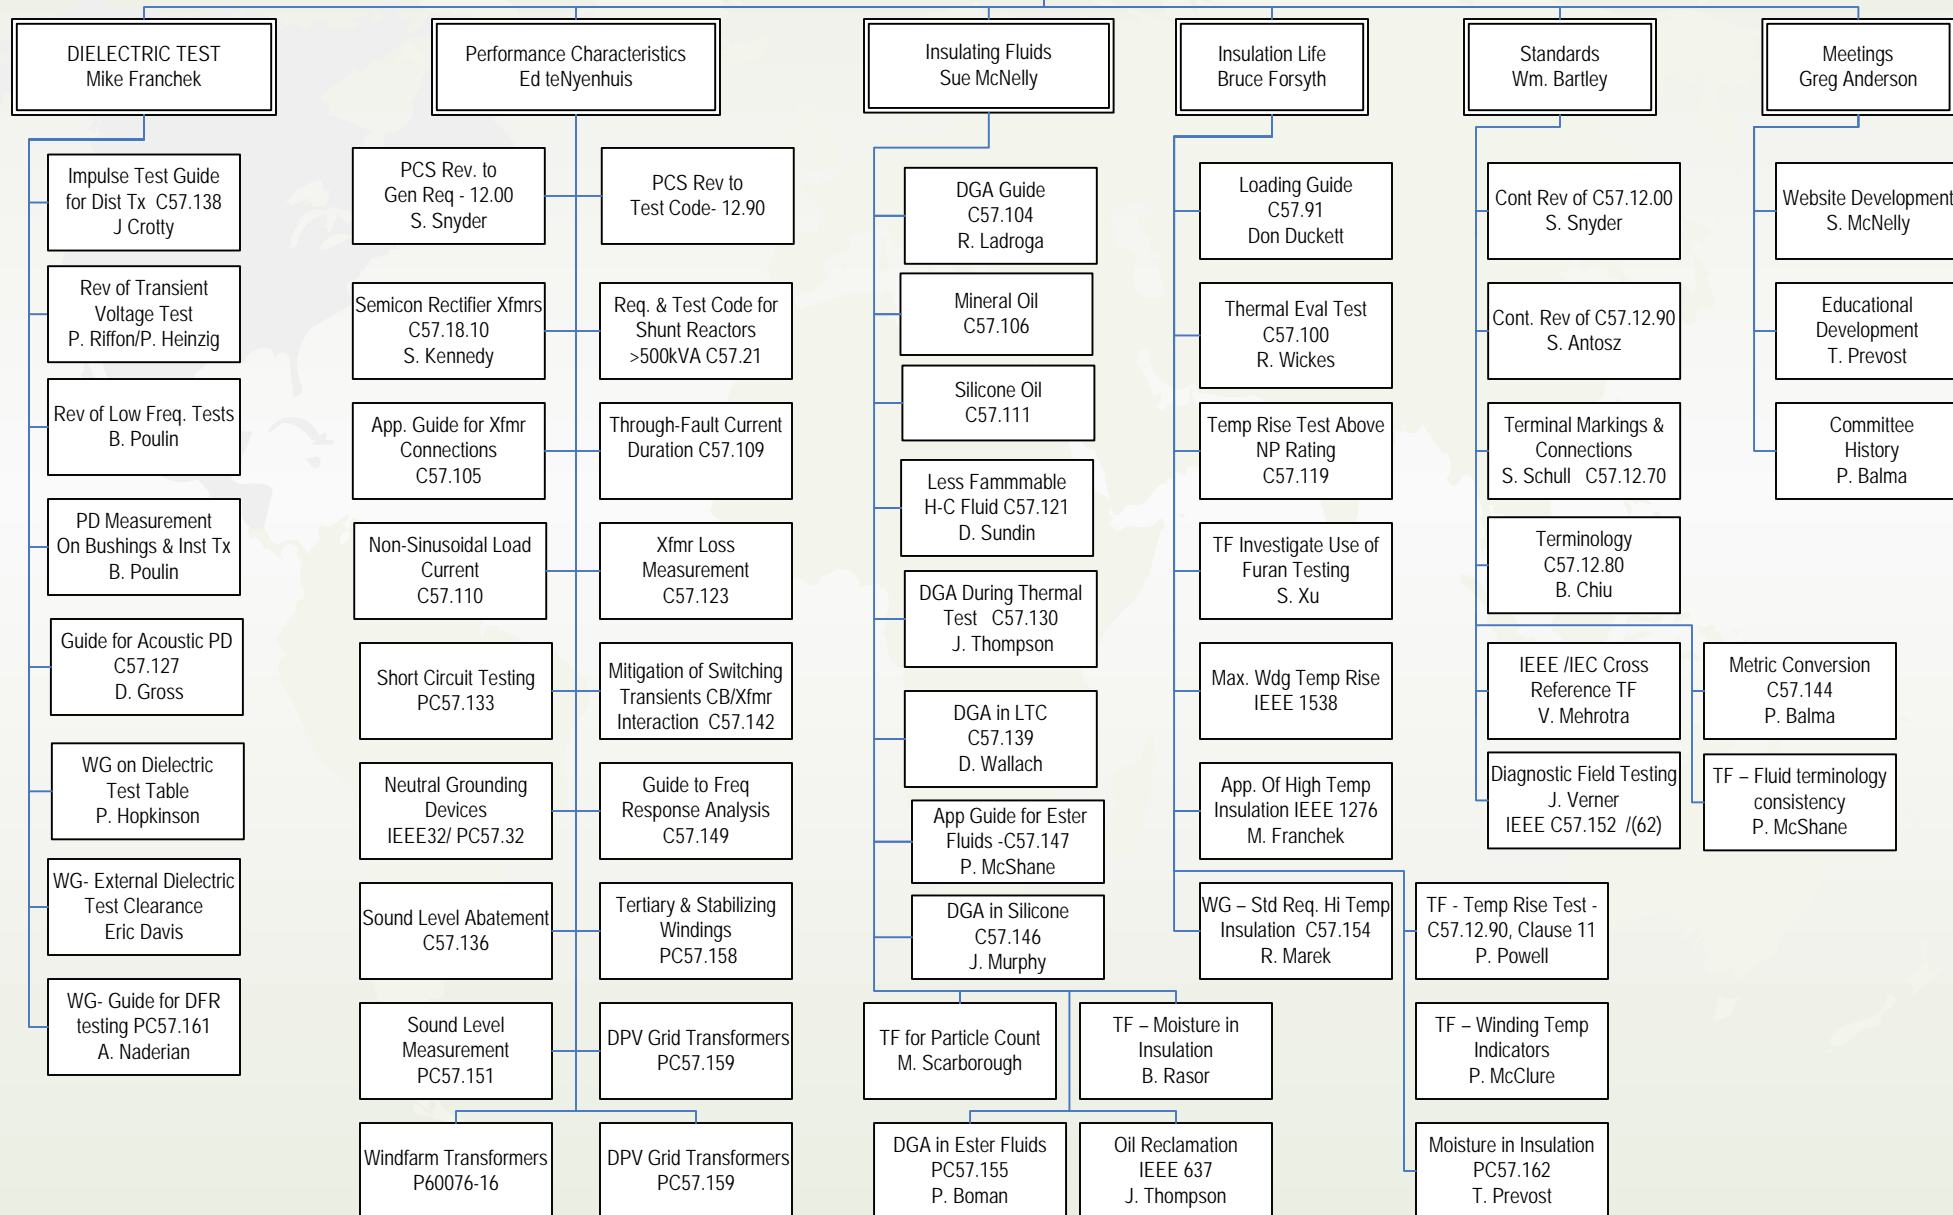 DIELECTRIC TEST
Mike Franchek
Impulse Test Guide
for Dist Tx C57.138
J Crotty
Rev of Transient
Voltage Test
P. Riffon/P. Heinzig
Rev of Low Freq. Tests
B. Poulin
PD Measurement
On Bushings & Inst Tx
B. Poulin
Guide for Acoustic PD
C57.127
D. Gross
WG on Dielectric
Test Table
P. Hopkinson
WG- External Dielectric
Test Clearance
Eric Davis
WG- Guide for DFR
testing PC57.161
A. Naderian
Performance Characteristics
Ed teNyenhuis
PCS Rev. to
Gen Req - 12.00
S. Snyder
PCS Rev to
Test Code- 12.90
Semicon Rectifier Xfmrs
C57.18.10
S. Kennedy
Req. & Test Code for
Shunt Reactors
>500kVA C57.21
App. Guide for Xfmr
Connections
C57.105
Through-Fault Current
Duration C57.109
Non-Sinusoidal Load
Current
C57.110
Xfmr Loss
Measurement
C57.123
Short Circuit Testing
PC57.133
Mitigation of Switching
Transients CB/Xfmr
Interaction C57.142
Neutral Grounding
Devices
IEEE32/ PC57.32
Guide to Freq
Response Analysis
C57.149
Sound Level Abatement
C57.136
Tertiary & Stabilizing
Windings
PC57.158
Sound Level
Measurement
PC57.151
DPV Grid Transformers
PC57.159
Windfarm Transformers
P60076-16
DPV Grid Transformers
PC57.159
Insulating Fluids
Sue McNelly
DGA Guide
C57.104
R. Ladroga
Mineral Oil
C57.106
Silicone Oil
C57.111
Less Fammmable
H-C Fluid C57.121
D. Sundin
DGA During Thermal
Test C57.130
J. Thompson
DGA in LTC
C57.139
D. Wallach
App Guide for Ester
Fluids -C57.147
P. McShane
DGA in Silicone
C57.146
J. Murphy
TF for Particle Count
M. Scarborough
TF – Moisture in
Insulation
B. Rasor
DGA in Ester Fluids
PC57.155
P. Boman
Oil Reclamation
IEEE 637
J. Thompson
Insulation Life
Bruce Forsyth
Loading Guide
C57.91
Don Duckett
Thermal Eval Test
C57.100
R. Wickes
Temp Rise Test Above
NP Rating
C57.119
TF Investigate Use of
Furan Testing
S. Xu
Max. Wdg Temp Rise
IEEE 1538
App. Of High Temp
Insulation IEEE 1276
M. Franchek
WG – Std Req. Hi Temp
Insulation C57.154
R. Marek
TF - Temp Rise Test -
C57.12.90, Clause 11
P. Powell
TF – Winding Temp
Indicators
P. McClure
Moisture in Insulation
PC57.162
T. Prevost
Standards
Wm. Bartley
Cont Rev of C57.12.00
S. Snyder
Cont. Rev of C57.12.90
S. Antosz
Terminal Markings &
Connections
S. Schull C57.12.70
Terminology
C57.12.80
B. Chiu
IEEE /IEC Cross
Reference TF
V. Mehrotra
Metric Conversion
C57.144
P. Balma
Diagnostic Field Testing
J. Verner
IEEE C57.152 /(62)
TF – Fluid terminology
consistency
P. McShane
Meetings
Greg Anderson
Website Development
S. McNelly
Educational
Development
T. Prevost
Committee
History
P. Balma